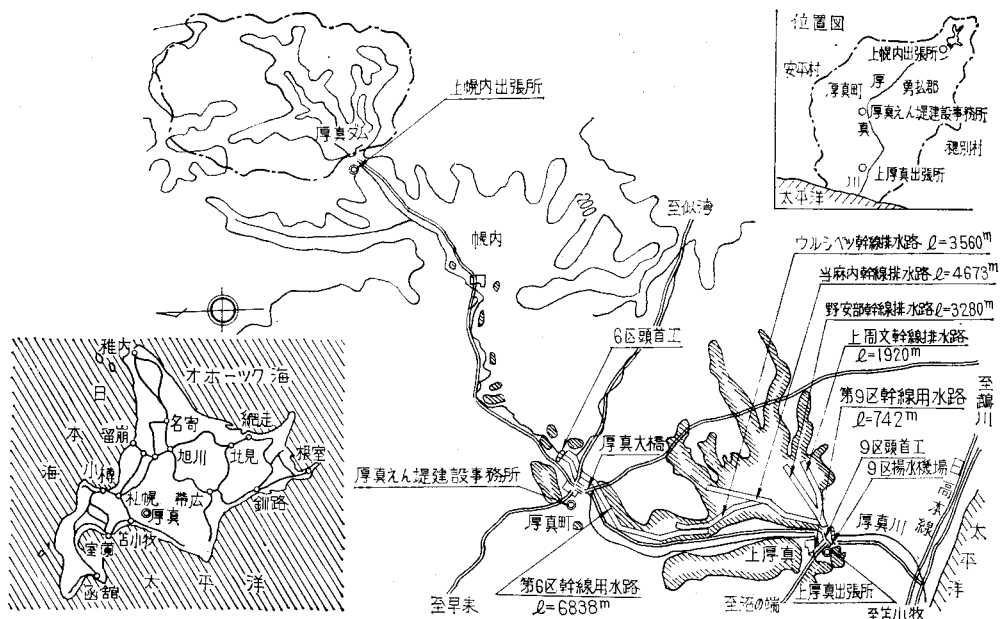 位置図
上幌内出張所
安平村
厚真町
厚
勇払郡
厚真えん堤建設事務所
真
穂別村
川
上厚真出張所
太平洋
上幌内出張所
厚真ダム
至似湾
幌内
ウルシベツ幹線排水路 ℓ=3560m
当麻内幹線排水路 ℓ=4673m
野安部幹線排水路 ℓ=3280m
上周文幹線排水路
ℓ=1920m
6区頭首工
第9区幹線用水路
ℓ=742m
至鵡川
厚真大橋
9区頭首工
9区揚水機場
日高本線
厚真えん堤建設事務所
厚真町
厚真川
太平洋
上厚真
第6区幹線用水路
ℓ=6838m
至早来
至沼の端
上厚真出張所
至苫小牧
稚内
オホーツク海
日本海
名寄
留崩
網走
旭川
北見
根室
小樽
札幌
帯広
釧路
厚真
苫小牧
室蘭
太平洋
函舘